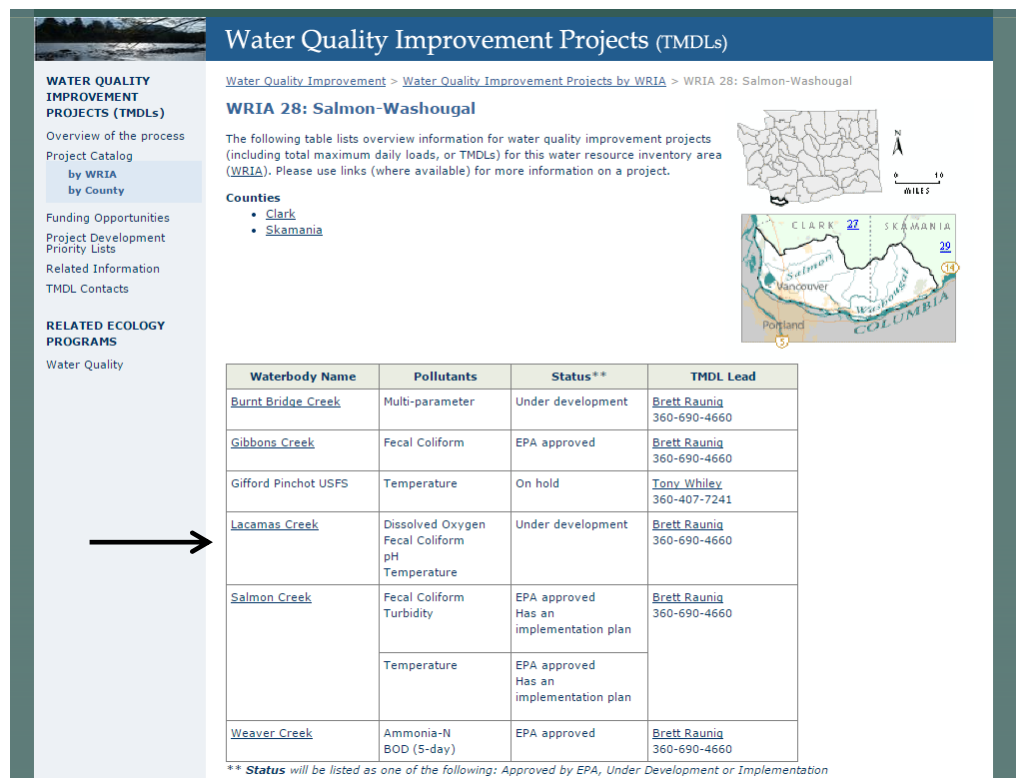 Water Quality Improvement Projects (TMDLs)
WATER QUALITY
IMPROVEMENT
PROJECTS (TMDLs)
Overview of the process
Project Catalog
by WRIA
by County
Funding Opportunities
Project Development
Priority Lists
Related Information
TMDL Contacts
RELATED ECOLOGY
PROGRAMS
Water Quality
Water Quality Improvement > Water Quality Improvement Projects by WRIA > WRIA 28: Salmon-Washougal
WRIA 28: Salmon-Washougal
The following table lists overview information for water quality improvement projects
(including total maximum daily loads, or TMDLs) for this water resource inventory area
(WRIA). Please use links (where available) for more information on a project.
Counties
• Clark
• Skamania
N
0 10
MILES
CLARK 27 SKAMANIA
29
14
Salmon
Vancouver
Washougal
Portland
COLUMBIA
5
Waterbody Name Pollutants Status** TMDL Lead
Burnt Bridge Creek Multi-parameter Under development Brett Raunig
360-690-4660
Gibbons Creek Fecal Coliform EPA approved Brett Raunig
360-690-4660
Gifford Pinchot USFS Temperature On hold Tony Whiley
360-407-7241
Lacamas Creek Dissolved Oxygen Under development Brett Raunig
Fecal Coliform 360-690-4660
pH
Temperature
Salmon Creek Fecal Coliform EPA approved Brett Raunig
Turbidity Has an 360-690-4660
implementation plan
Temperature EPA approved
Has an
implementation plan
Weaver Creek Ammonia-N EPA approved Brett Raunig
BOD (5-day) 360-690-4660
** Status will be listed as one of the following: Approved by EPA, Under Development or Implementation